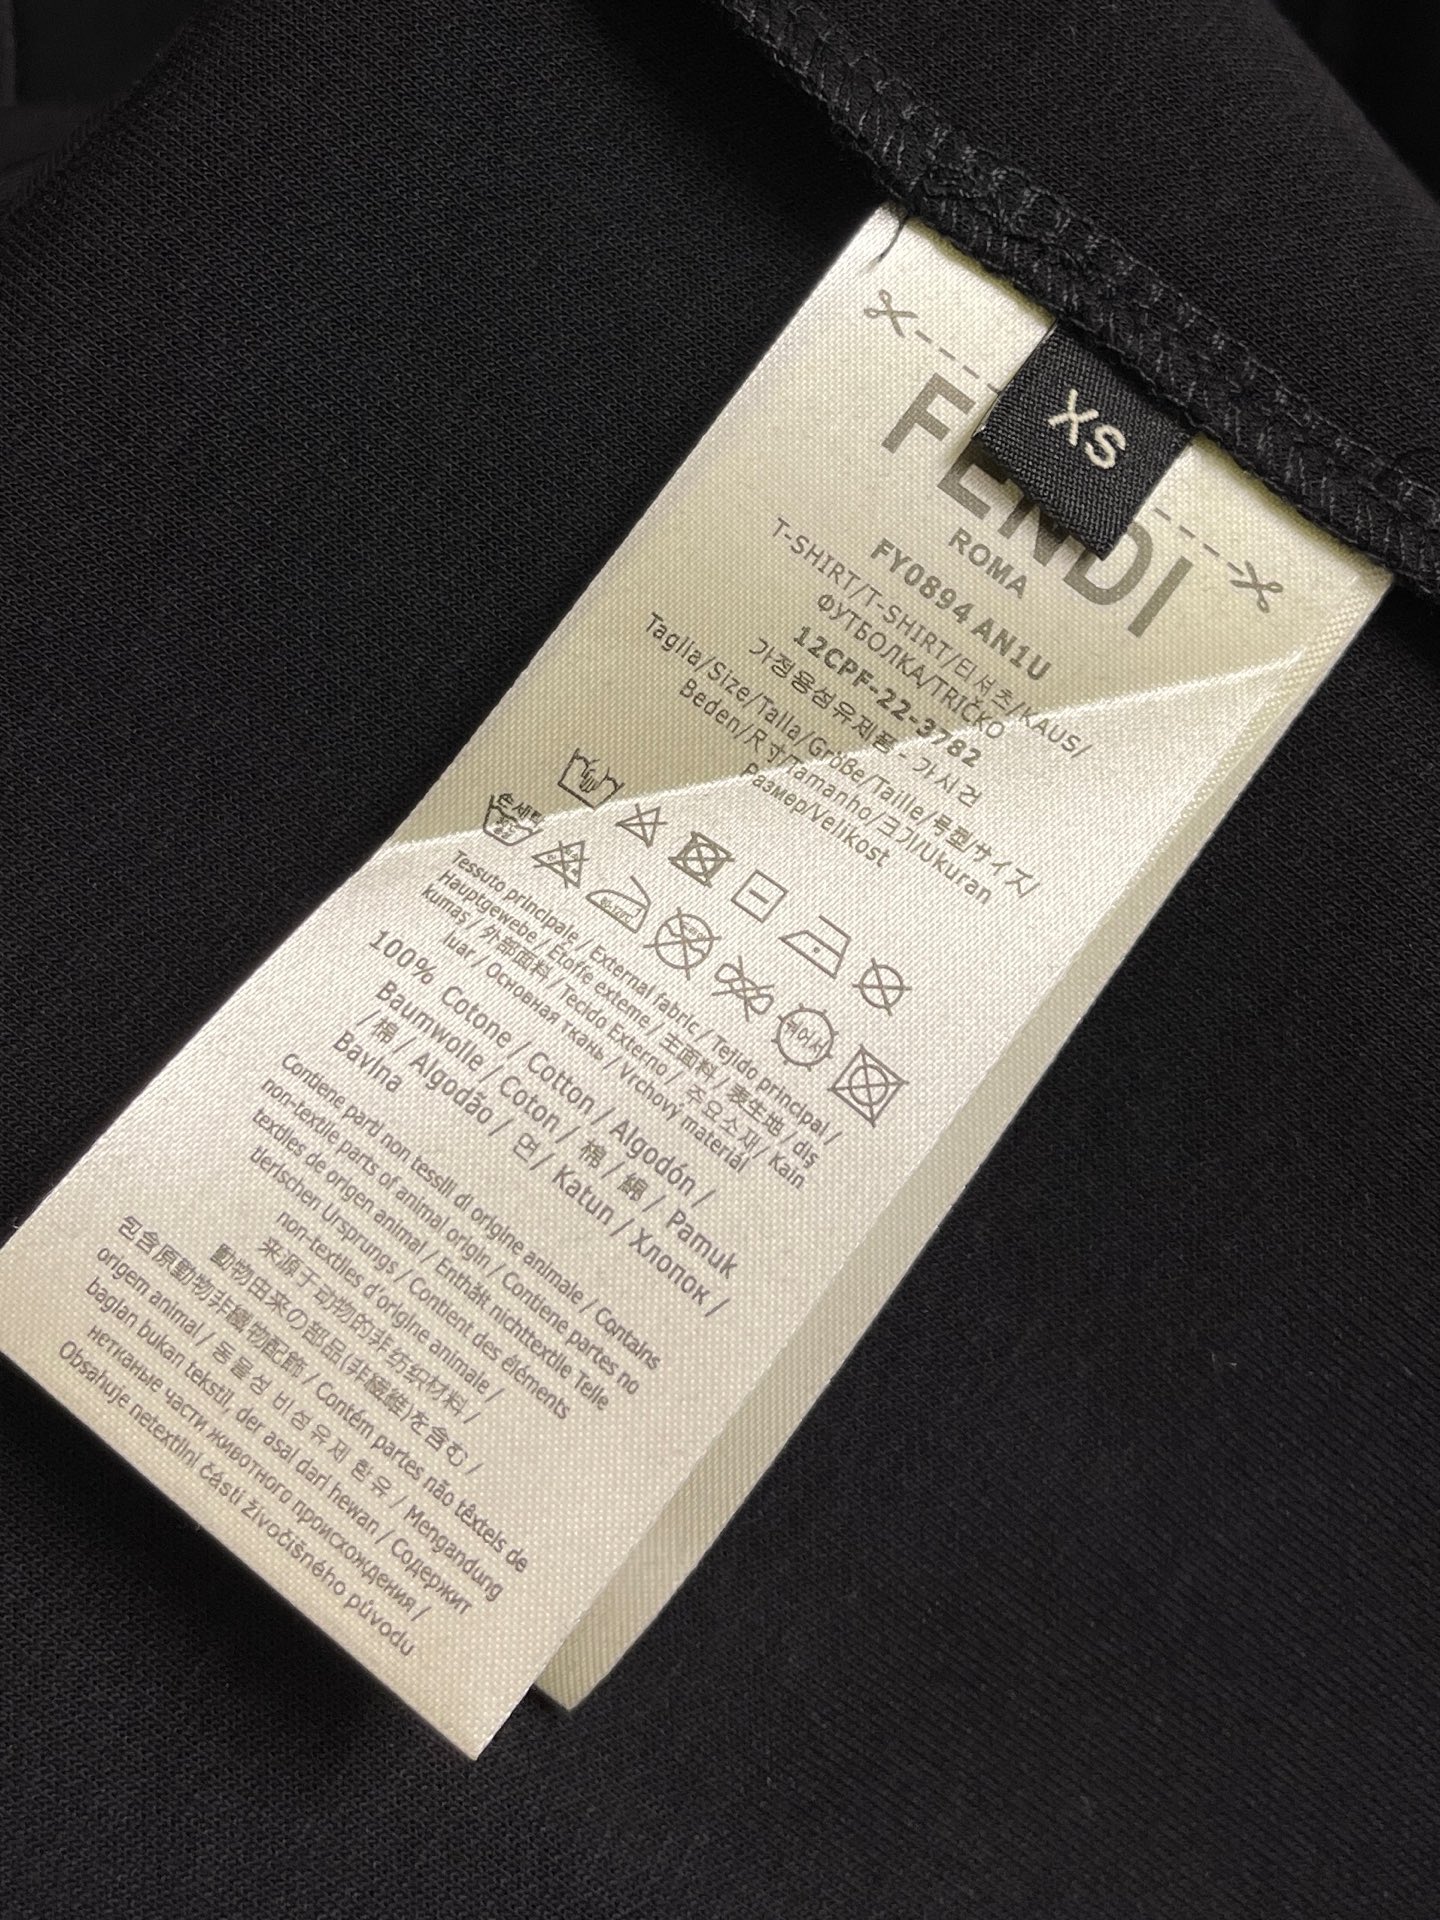 XS
FENDI
ROMA
FY0894 AN1U
T-SHIRT/T-SHIRT/티셔츠/KAUS/
ФУТБОЛКА/TRIČKO
12CPF-22-3782
가정용섬유제품 - 가시건
Taglia/Size/Talla/Größe/Taille/号型/サイズ/
Beden/尺寸/Tamanho/크기/Ukuran
Размер/Velikost
손세탁
Tessuto principale / External fabric / Tejido principal /
Hauptgewebe / Étoffe exteme / 主面料 / 表生地 / diş
kumaş / 外部面料 / Tecido Externo / 주요소재 / Kain
luar / Основная ткань / Vrchový materiál
100% Cotone / Cotton / Algodón /
Baumwolle / Coton / 棉 / 綿 / Pamuk
/ 棉 / Algodão / 면 / Katun / Хлопок /
Bavlna
Contiene parti non tessili di origine animale / Contains
non-textile parts of animal origin / Contiene partes no
textiles de origen animal / Enthält nichttextile Teile
tierischen Ursprungs / Contient des éléments
non-textiles d'origine animale /
来源于动物的非纺织材料 /
動物由来の部品(非繊維)を含む /
包含原動物非纖物配飾 / Contém partes não têxteis de
origem animal / 동물성 비섬유제 함유 / Mengandung
bagian bukan tekstil, der asal dari hewan / Содержит
нетканые части животного происхождения /
Obsahuje netextilní části živočišného původu